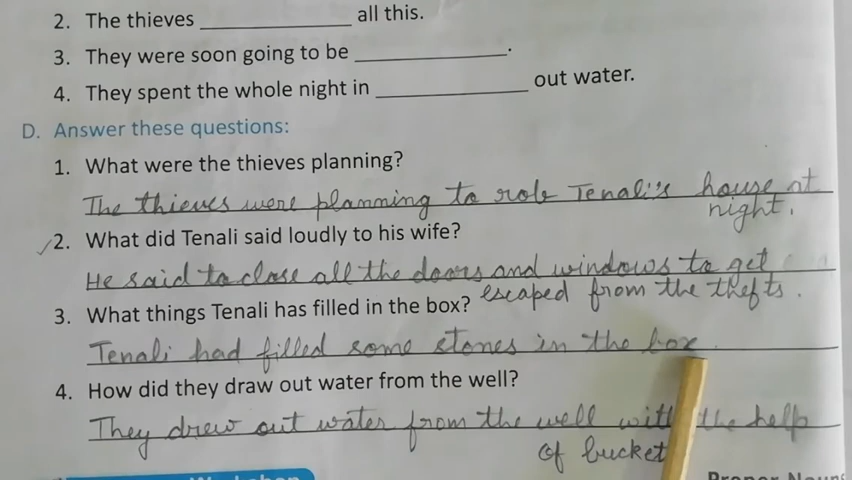 2. The thieves ______________ all this.
3. They were soon going to be ______________.
4. They spent the whole night in ______________ out water.
D. Answer these questions:
1. What were the thieves planning?
The thieves were planning to rob Tenali's house at
night.
2. What did Tenali said loudly to his wife?
He said to close all the doors and windows to get
escaped from the thefts.
3. What things Tenali has filled in the box?
Tenali had filled some stones in the box
4. How did they draw out water from the well?
They drew out water from the well with the help
of bucket
Proper Nouns